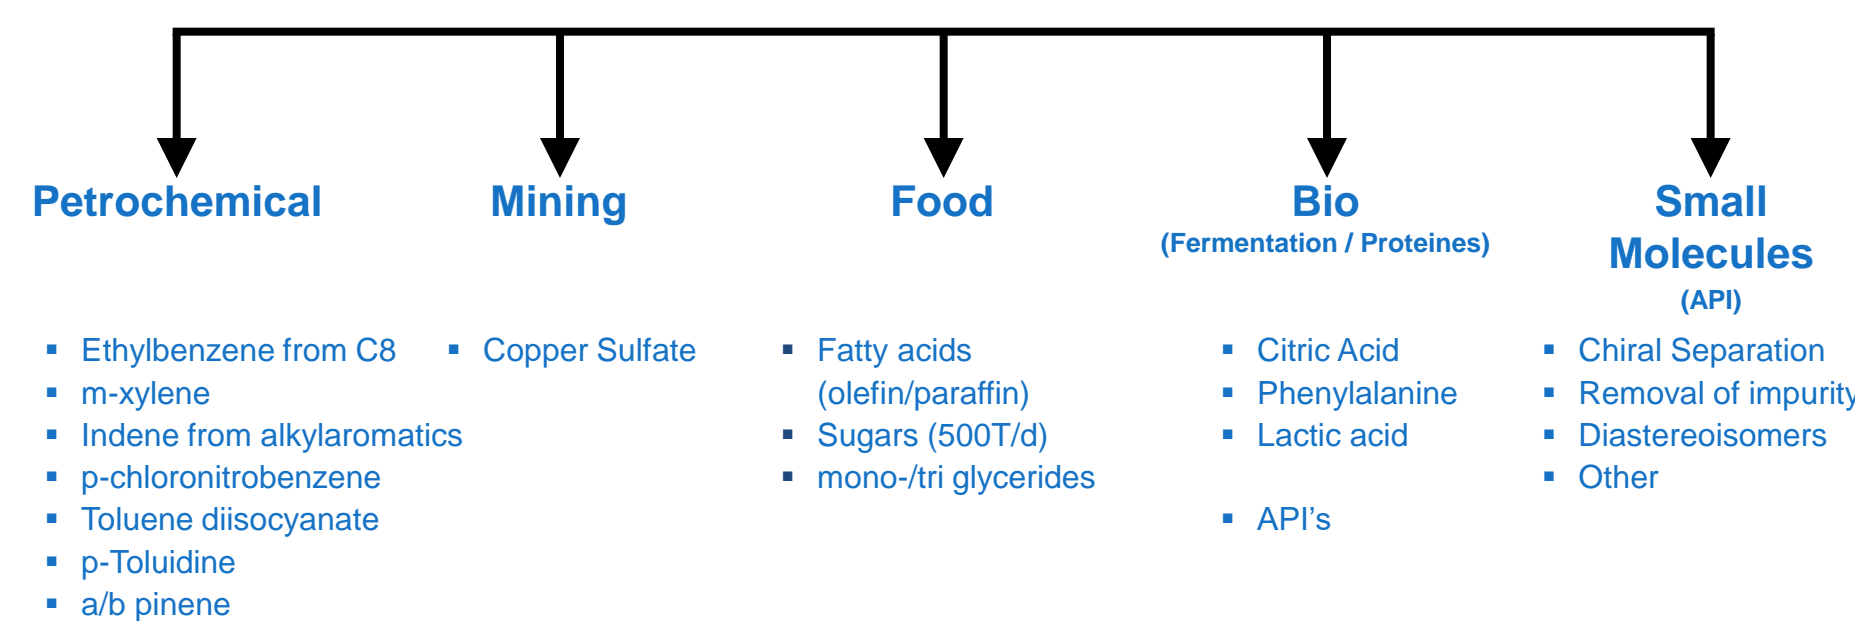 Petrochemical
Mining
Food
Bio
(Fermentation / Proteines)
Small
Molecules
(API)
▪ Ethylbenzene from C8
▪ m-xylene
▪ Indene from alkylaromatics
▪ p-chloronitrobenzene
▪ Toluene diisocyanate
▪ p-Toluidine
▪ a/b pinene
▪ Copper Sulfate
▪ Fatty acids
(olefin/paraffin)
▪ Sugars (500T/d)
▪ mono-/tri glycerides
▪ Citric Acid
▪ Phenylalanine
▪ Lactic acid
▪ API’s
▪ Chiral Separation
▪ Removal of impurity
▪ Diastereoisomers
▪ Other